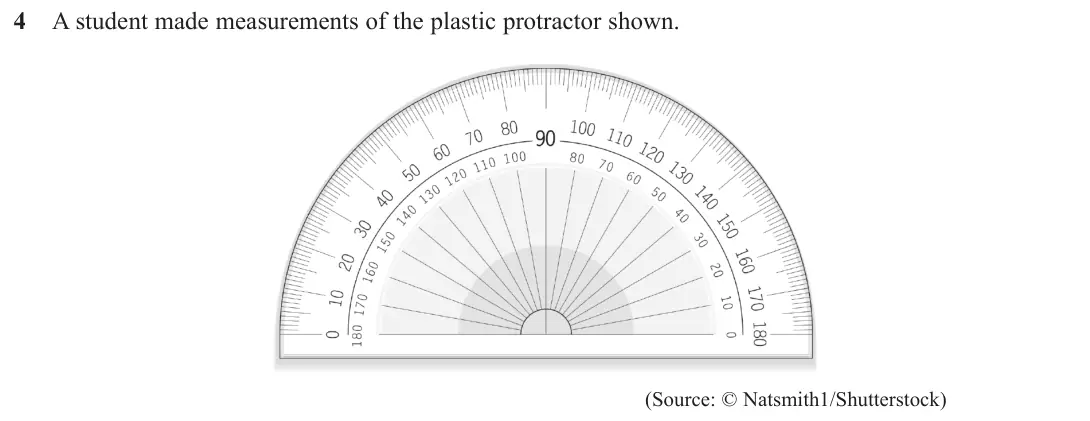 4 A student made measurements of the plastic protractor shown.
0 10 20 30 40 50 60 70 80 90 100 110 120 130 140 150 160 170 180
180 170 160 150 140 130 120 110 100 80 70 60 50 40 30 20 10 0
(Source: © Natsmith1/Shutterstock)